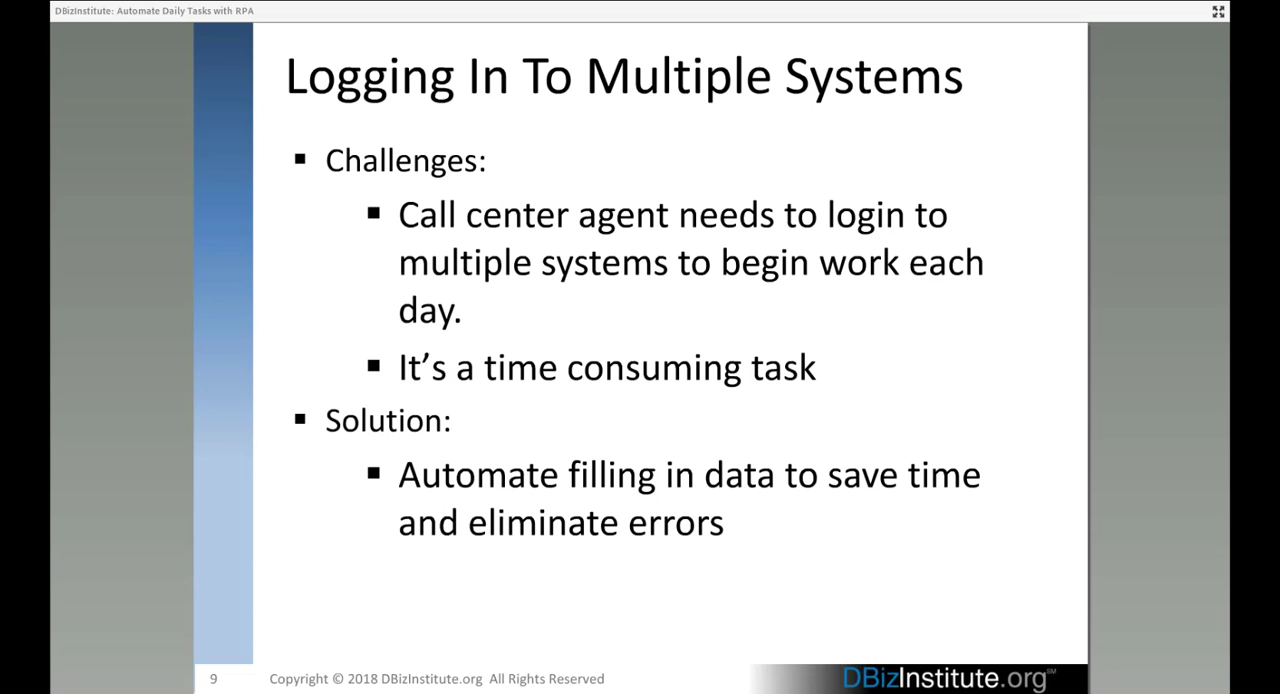 DBizInstitute: Automate Daily Tasks with RPA
Logging In To Multiple Systems
▪ Challenges:
▪ Call center agent needs to login to
multiple systems to begin work each
day.
▪ It’s a time consuming task
▪ Solution:
▪ Automate filling in data to save time
and eliminate errors
9 Copyright © 2018 DBizInstitute.org All Rights Reserved DBizInstitute.org℠